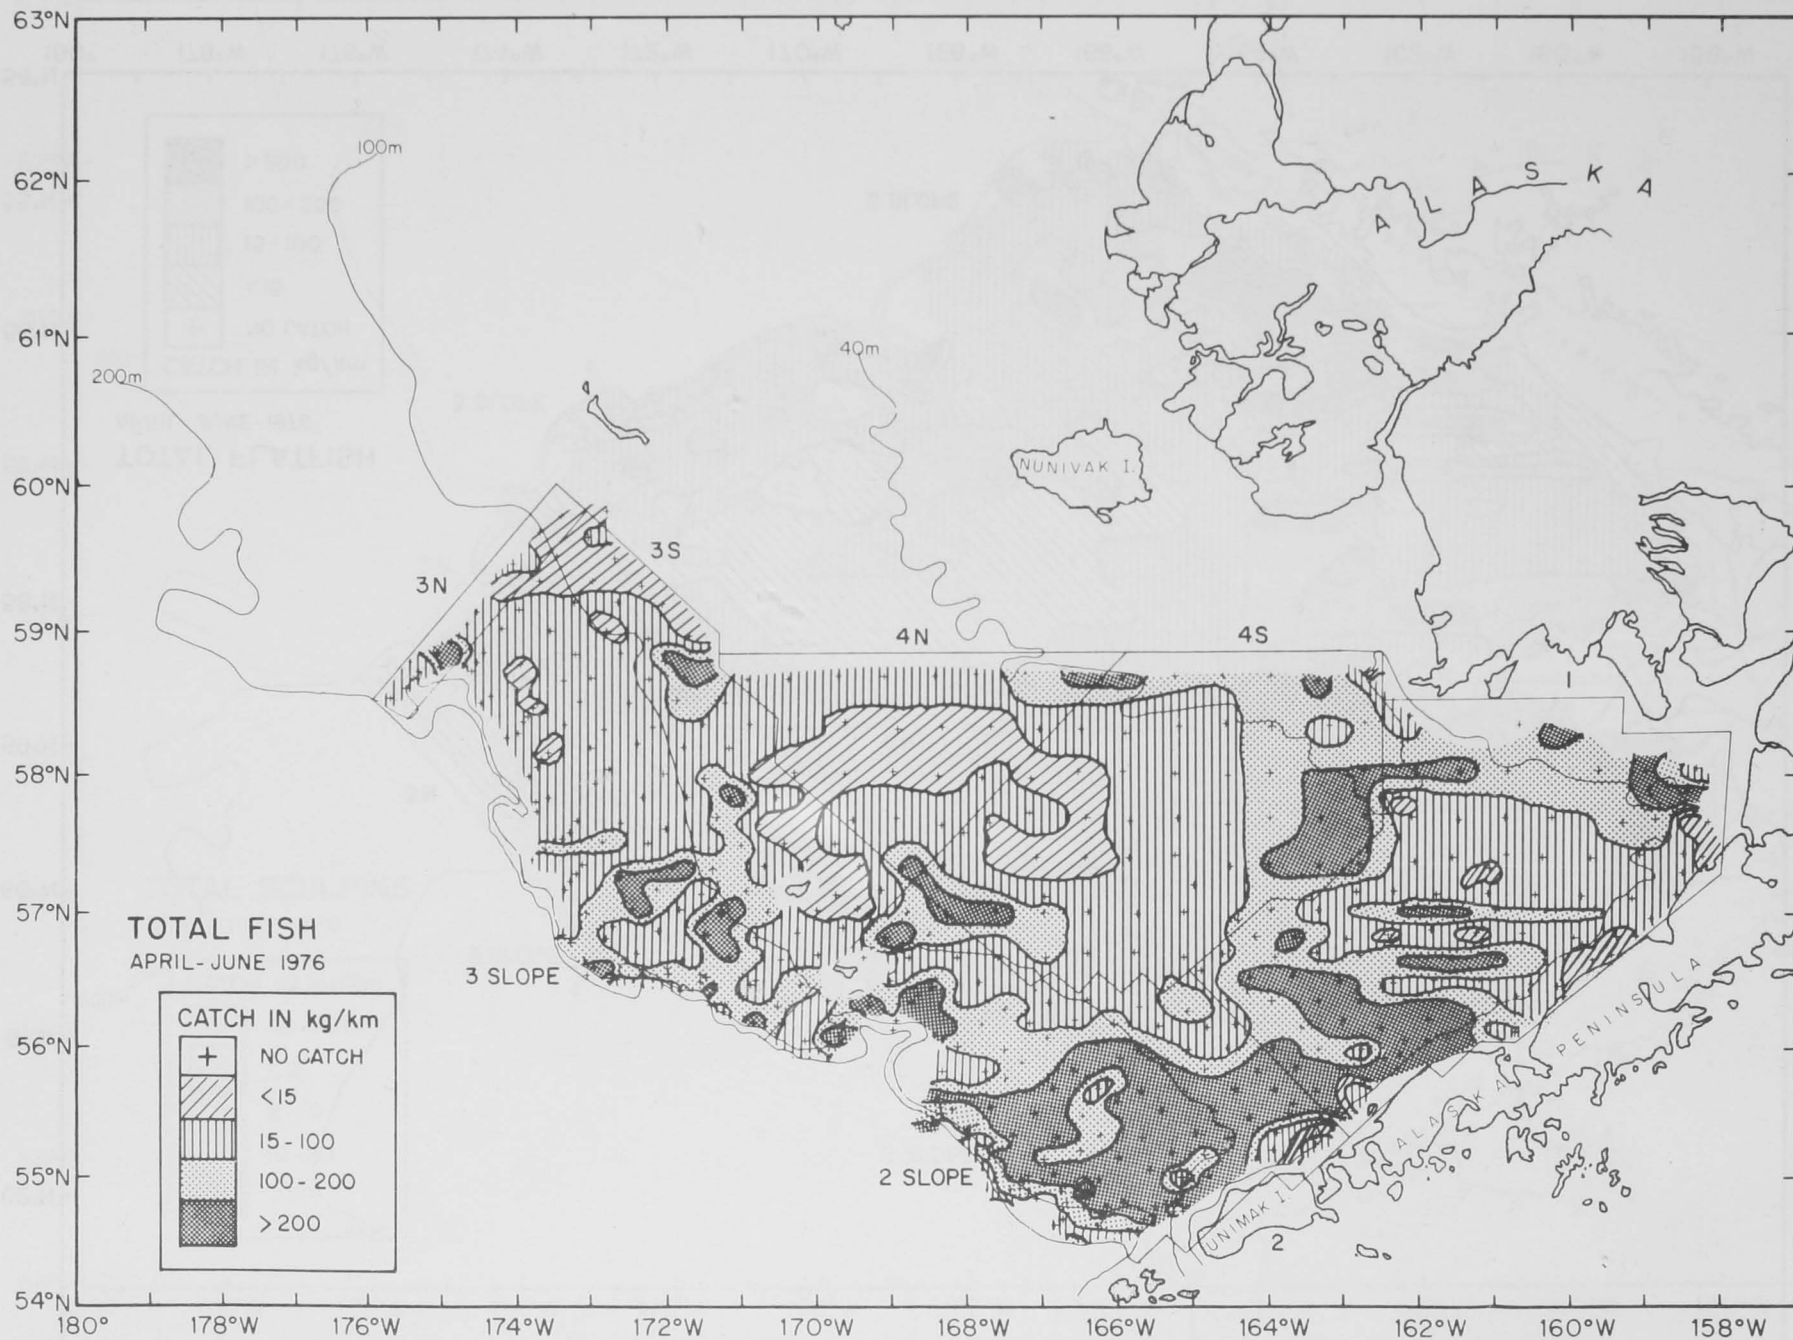 63°N
62°N
61°N
60°N
59°N
58°N
57°N
56°N
55°N
54°N
100m
200m
40m
A L A S K A
NUNIVAK I.
3N
3S
4N
4S
1
3 SLOPE
2 SLOPE
ALASKA PENINSULA
UNIMAK I.
2
TOTAL FISH
APRIL-JUNE 1976
CATCH IN kg/km
+ NO CATCH
<15
15-100
100-200
>200
180° 178°W 176°W 174°W 172°W 170°W 168°W 166°W 164°W 162°W 160°W 158°W